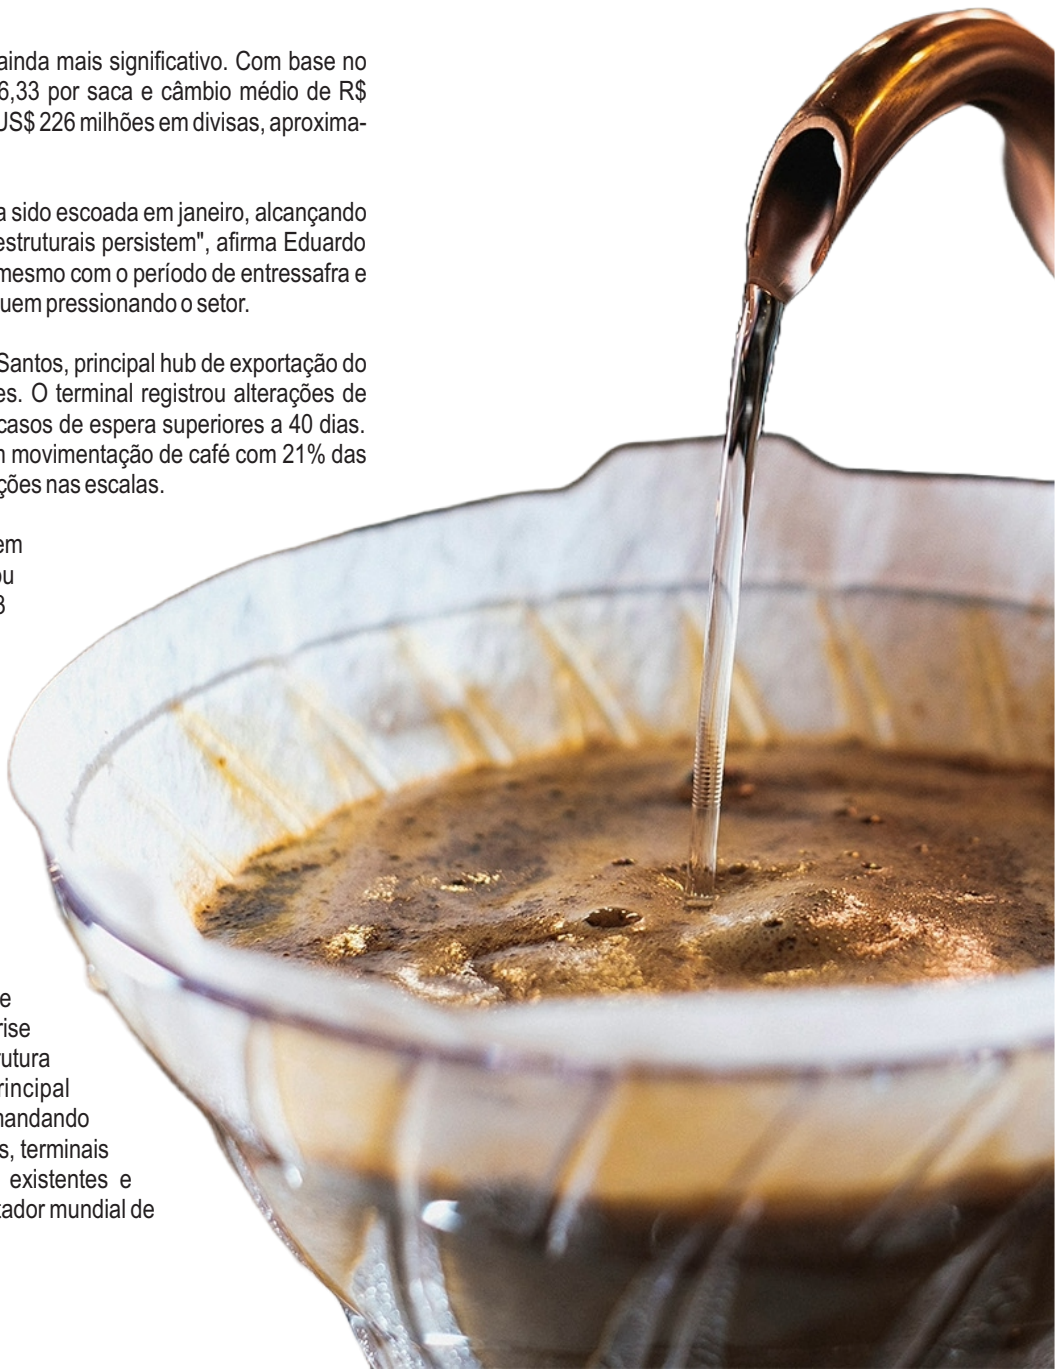 ainda mais significativo. Com base no
6,33 por saca e câmbio médio de R$
US$ 226 milhões em divisas, aproxima-
a sido escoada em janeiro, alcançando
estruturais persistem", afirma Eduardo
mesmo com o período de entressafra e
uem pressionando o setor.
Santos, principal hub de exportação do
es. O terminal registrou alterações de
casos de espera superiores a 40 dias.
movimentação de café com 21% das
ções nas escalas.
em
ou
3
e
rise
rutura
rincipal
mandando
s, terminais
existentes e
tador mundial de